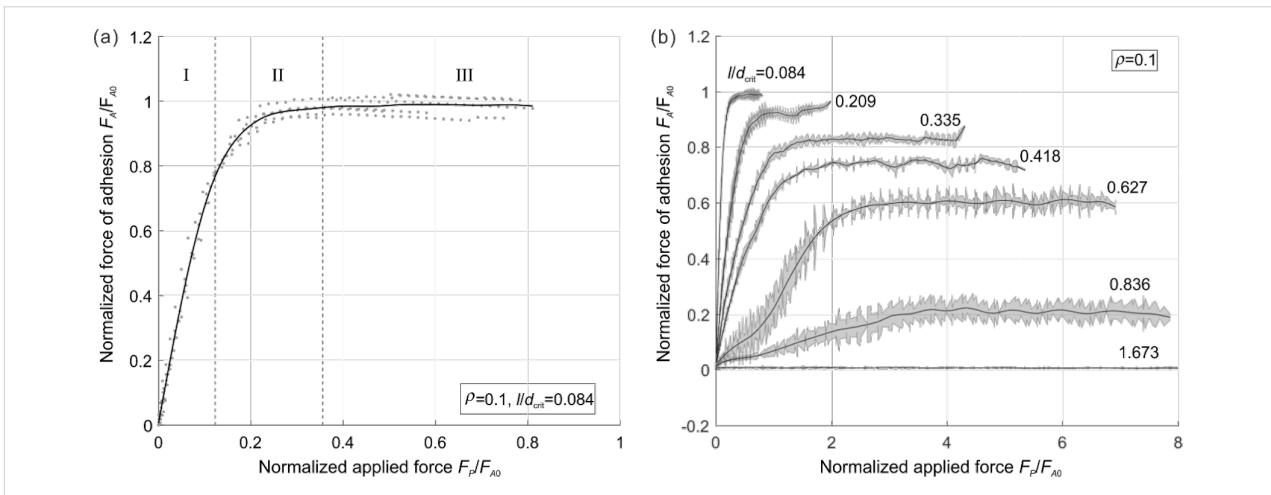 (a)
1.2
1
0.8
0.6
0.4
0.2
0
Normalized force of adhesion F_A/F_A0
I II III
ρ=0.1, l/d_crit=0.084
0 0.2 0.4 0.6 0.8 1
Normalized applied force F_P/F_A0
(b)
1.2
1
0.8
0.6
0.4
0.2
0
-0.2
Normalized force of adhesion F_A/F_A0
ρ=0.1
l/d_crit=0.084
0.209
0.335
0.418
0.627
0.836
1.673
0 2 4 6 8
Normalized applied force F_P/F_A0